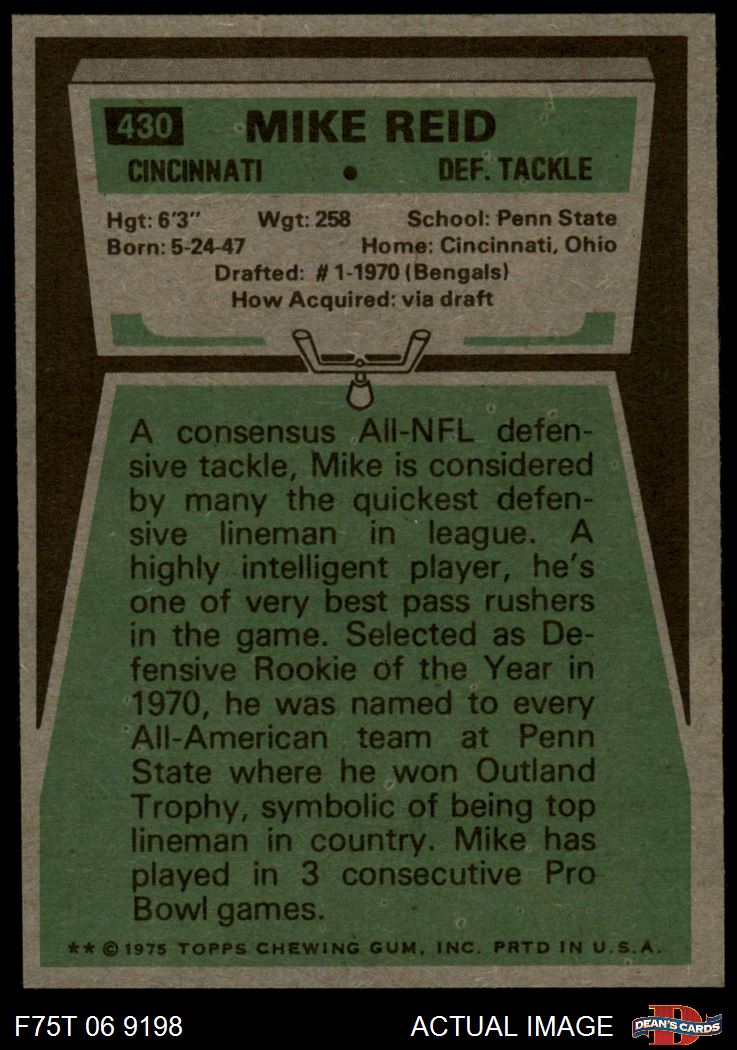 430 MIKE REID
CINCINNATI • DEF. TACKLE
Hgt: 6'3" Wgt: 258 School: Penn State
Born: 5-24-47 Home: Cincinnati, Ohio
Drafted: #1-1970 (Bengals)
How Acquired: via draft
A consensus All-NFL defen-
sive tackle, Mike is considered
by many the quickest defen-
sive lineman in league. A
highly intelligent player, he's
one of very best pass rushers
in the game. Selected as De-
fensive Rookie of the Year in
1970, he was named to every
All-American team at Penn
State where he won Outland
Trophy, symbolic of being top
lineman in country. Mike has
played in 3 consecutive Pro
Bowl games.
** © 1975 TOPPS CHEWING GUM, INC. PRTD IN U.S.A.
F75T 06 9198 ACTUAL IMAGE D DEAN'S CARDS